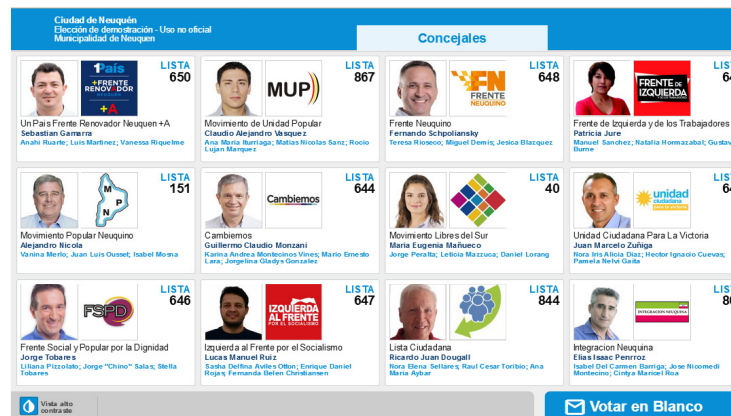 Ciudad de Neuquén
Elección de demostración - Uso no oficial
Municipalidad de Neuquen
Concejales
LISTA
650
1País
+FRENTE
RENOVADOR
NEUQUÉN
+A
Un Pais Frente Renovador Neuquen +A
Sebastian Gamarra
Anahi Ruarte; Luis Martinez; Vanessa Riquelme
LISTA
867
MUP
Movimiento de Unidad Popular
Claudio Alejandro Vasquez
Ana Maria Iturriaga; Matias Nicolas Sanz; Rocio
Lujan Marquez
LISTA
648
FN
FRENTE
NEUQUINO
Frente Neuquino
Fernando Schpoliansky
Teresa Rioseco; Miguel Demis; Jesica Blazquez
FRENTE DE
IZQUIERDA
Frente de Izquierda y de los Trabajadores
Patricia Jure
Manuel Sanchez; Natalia Hormazabal; Gustav
Burne
LISTA
151
M
P
N
Movimiento Popular Neuquino
Alejandro Nicola
Vanina Merlo; Juan Luis Ousset; Isabel Mosna
LISTA
644
Cambiemos
Cambiemos
Guillermo Claudio Monzani
Karina Andrea Montecinos Vines; Mario Ernesto
Lara; Jorgelina Gladys Gonzalez
LISTA
40
Movimiento Libres del Sur
Maria Eugenia Mañueco
Jorge Peralta; Leticia Mazzuca; Daniel Lorang
unidad
ciudadana
Unidad Ciudadana Para La Victoria
Juan Marcelo Zuñiga
Nora Iris Alicia Diaz; Hector Ignacio Cuevas;
Pamela Nelvi Gaita
LISTA
646
FSPD
Frente Social y Popular por la Dignidad
Jorge Tobares
Liliana Pizzolato; Jorge "Chino" Salas; Stella
Tobares
LISTA
647
IZQUIERDA
AL FRENTE
POR EL SOCIALISMO
Izquierda al Frente por el Socialismo
Lucas Manuel Ruiz
Sasha Delfina Aviles Otton; Enrique Daniel
Rojas; Fernanda Belen Christiansen
LISTA
844
Lista Ciudadana
Ricardo Juan Dougall
Nora Elena Sellares; Raul Cesar Toribio; Ana
Maria Aybar
INTEGRACION NEUQUINA
Integracion Neuquina
Elias Isaac Penrroz
Isabel Del Carmen Barriga; Jose Nicomedi
Montecino; Cintya Maricel Roa
Vista alto
contraste
Votar en Blanco